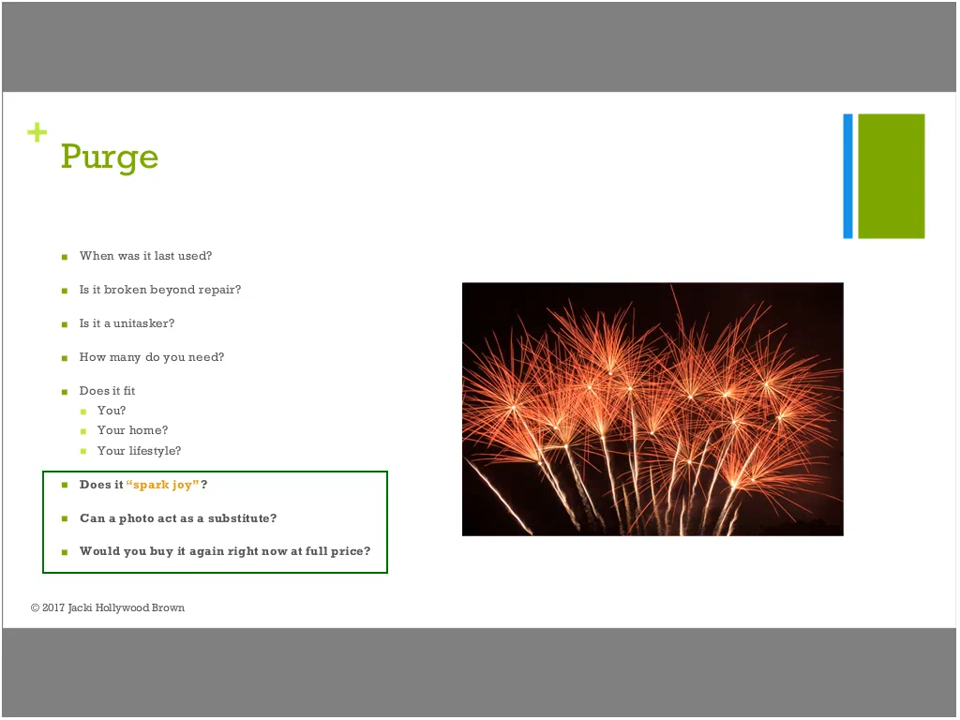 +
Purge
When was it last used?
Is it broken beyond repair?
Is it a unitasker?
How many do you need?
Does it fit
You?
Your home?
Your lifestyle?
Does it “spark joy”?
Can a photo act as a substitute?
Would you buy it again right now at full price?
© 2017 Jacki Hollywood Brown